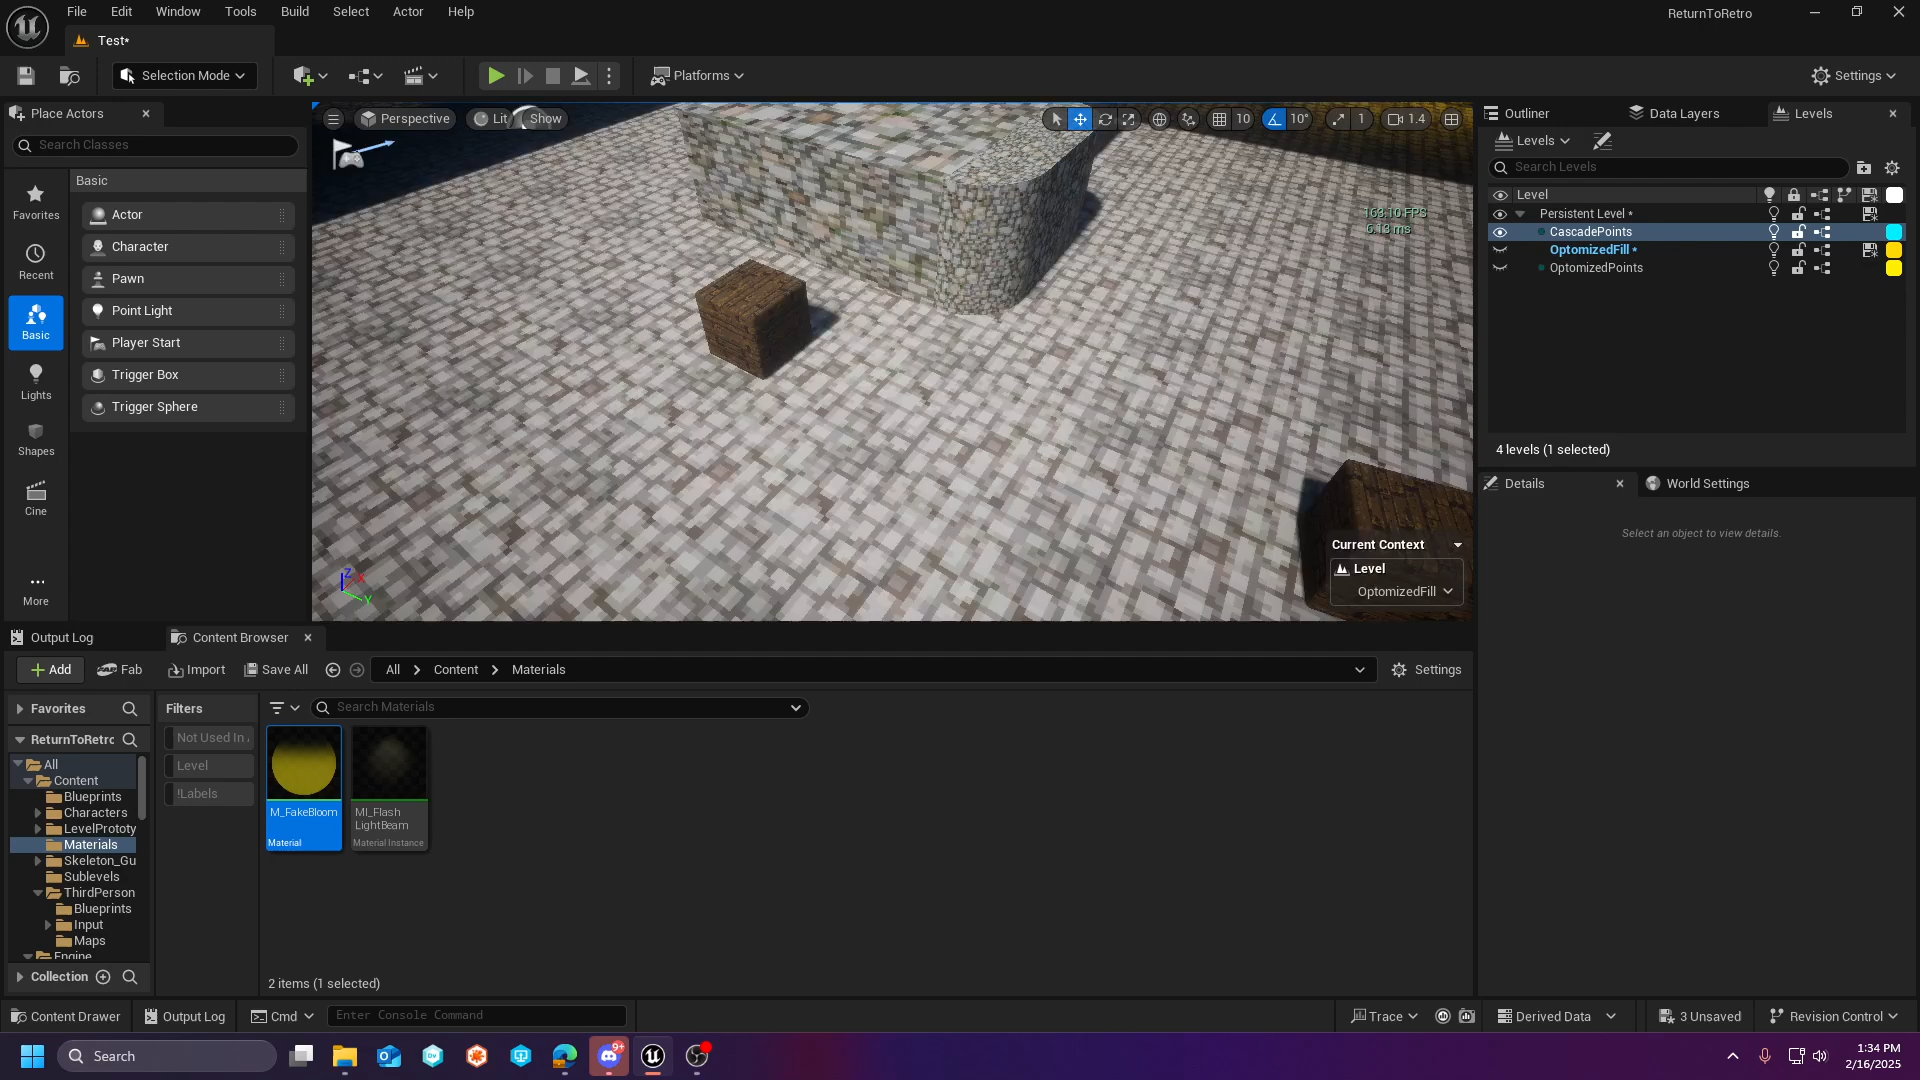 File Edit Window Tools Build Select Actor Help
ReturnToRetro
Test*
Selection Mode
Platforms
Settings
Place Actors
Search Classes
Favorites
Recent
Basic
Lights
Shapes
Cine
More
Basic
Actor
Character
Pawn
Point Light
Player Start
Trigger Box
Trigger Sphere
Perspective
Lit
Show
10
10°
1
1.4
163.10 FPS
6.13 ms
Z
X
Y
Current Context
Level
OptomizedFill
Outliner
Data Layers
Levels
Levels
Search Levels
Level
Persistent Level *
CascadePoints
OptomizedFill *
OptomizedPoints
4 levels (1 selected)
Details
World Settings
Select an object to view details.
Output Log
Content Browser
Add
Fab
Import
Save All
All
Content
Materials
Settings
Favorites
ReturnToRetro
All
Content
Blueprints
Characters
LevelPrototy
Materials
Skeleton_Gu
Sublevels
ThirdPerson
Blueprints
Input
Maps
Engine
Collection
Filters
Not Used In
Level
!Labels
Search Materials
M_FakeBloom
Material
MI_Flash
LightBeam
Material Instance
2 items (1 selected)
Content Drawer
Output Log
Cmd
Enter Console Command
Trace
Derived Data
3 Unsaved
Revision Control
Search
9+
1:34 PM
2/16/2025